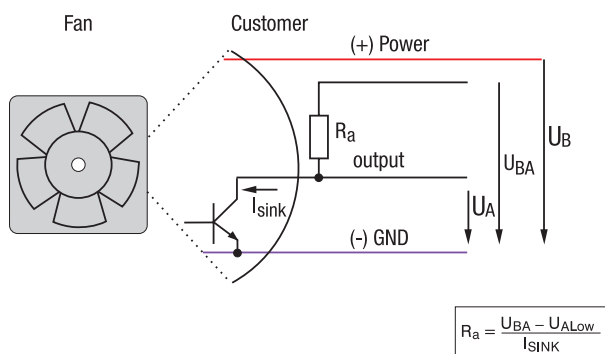 Fan
Customer
(+) Power
Ra
output
Isink
(-) GND
UA
UBA
UB
Ra = UBA – UALow
ISINK